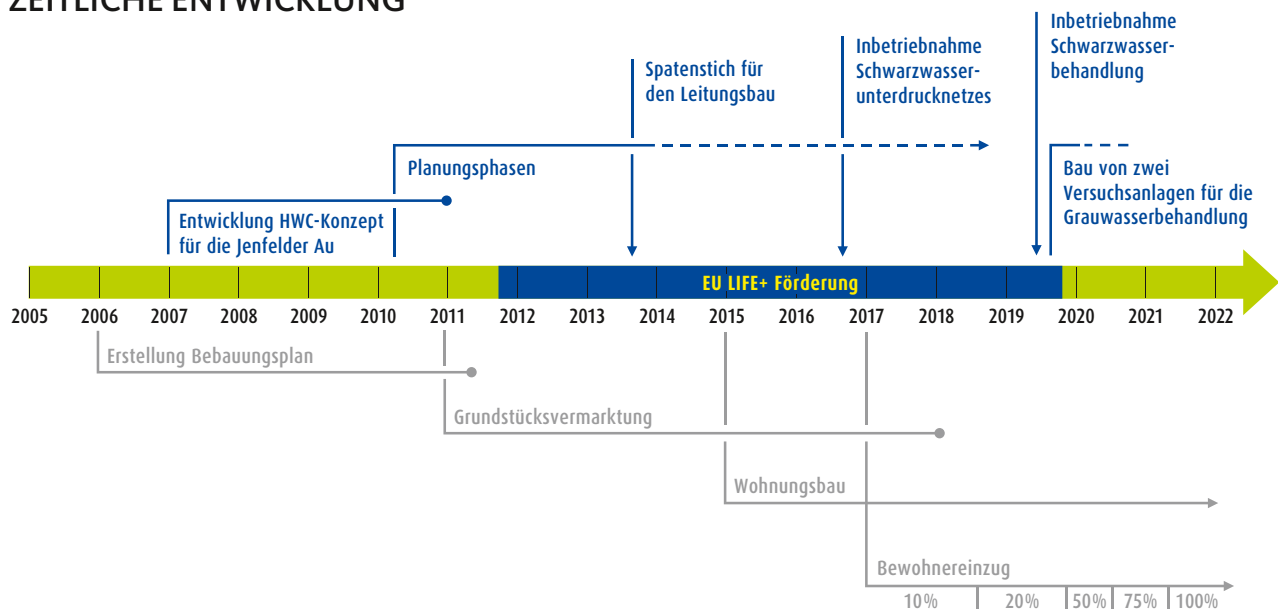 ZEITLICHE ENTWICKLUNG
Inbetriebnahme
Schwarzwasser-
behandlung
Inbetriebnahme
Schwarzwasser-
unterdrucknetzes
Spatenstich für
den Leitungsbau
Planungsphasen
Bau von zwei
Versuchsanlagen für die
Grauwasserbehandlung
Entwicklung HWC-Konzept
für die Jenfelder Au
EU LIFE+ Förderung
2005 2006 2007 2008 2009 2010 2011 2012 2013 2014 2015 2016 2017 2018 2019 2020 2021 2022
Erstellung Bebauungsplan
Grundstücksvermarktung
Wohnungsbau
Bewohnereinzug
10% 20% 50% 75% 100%